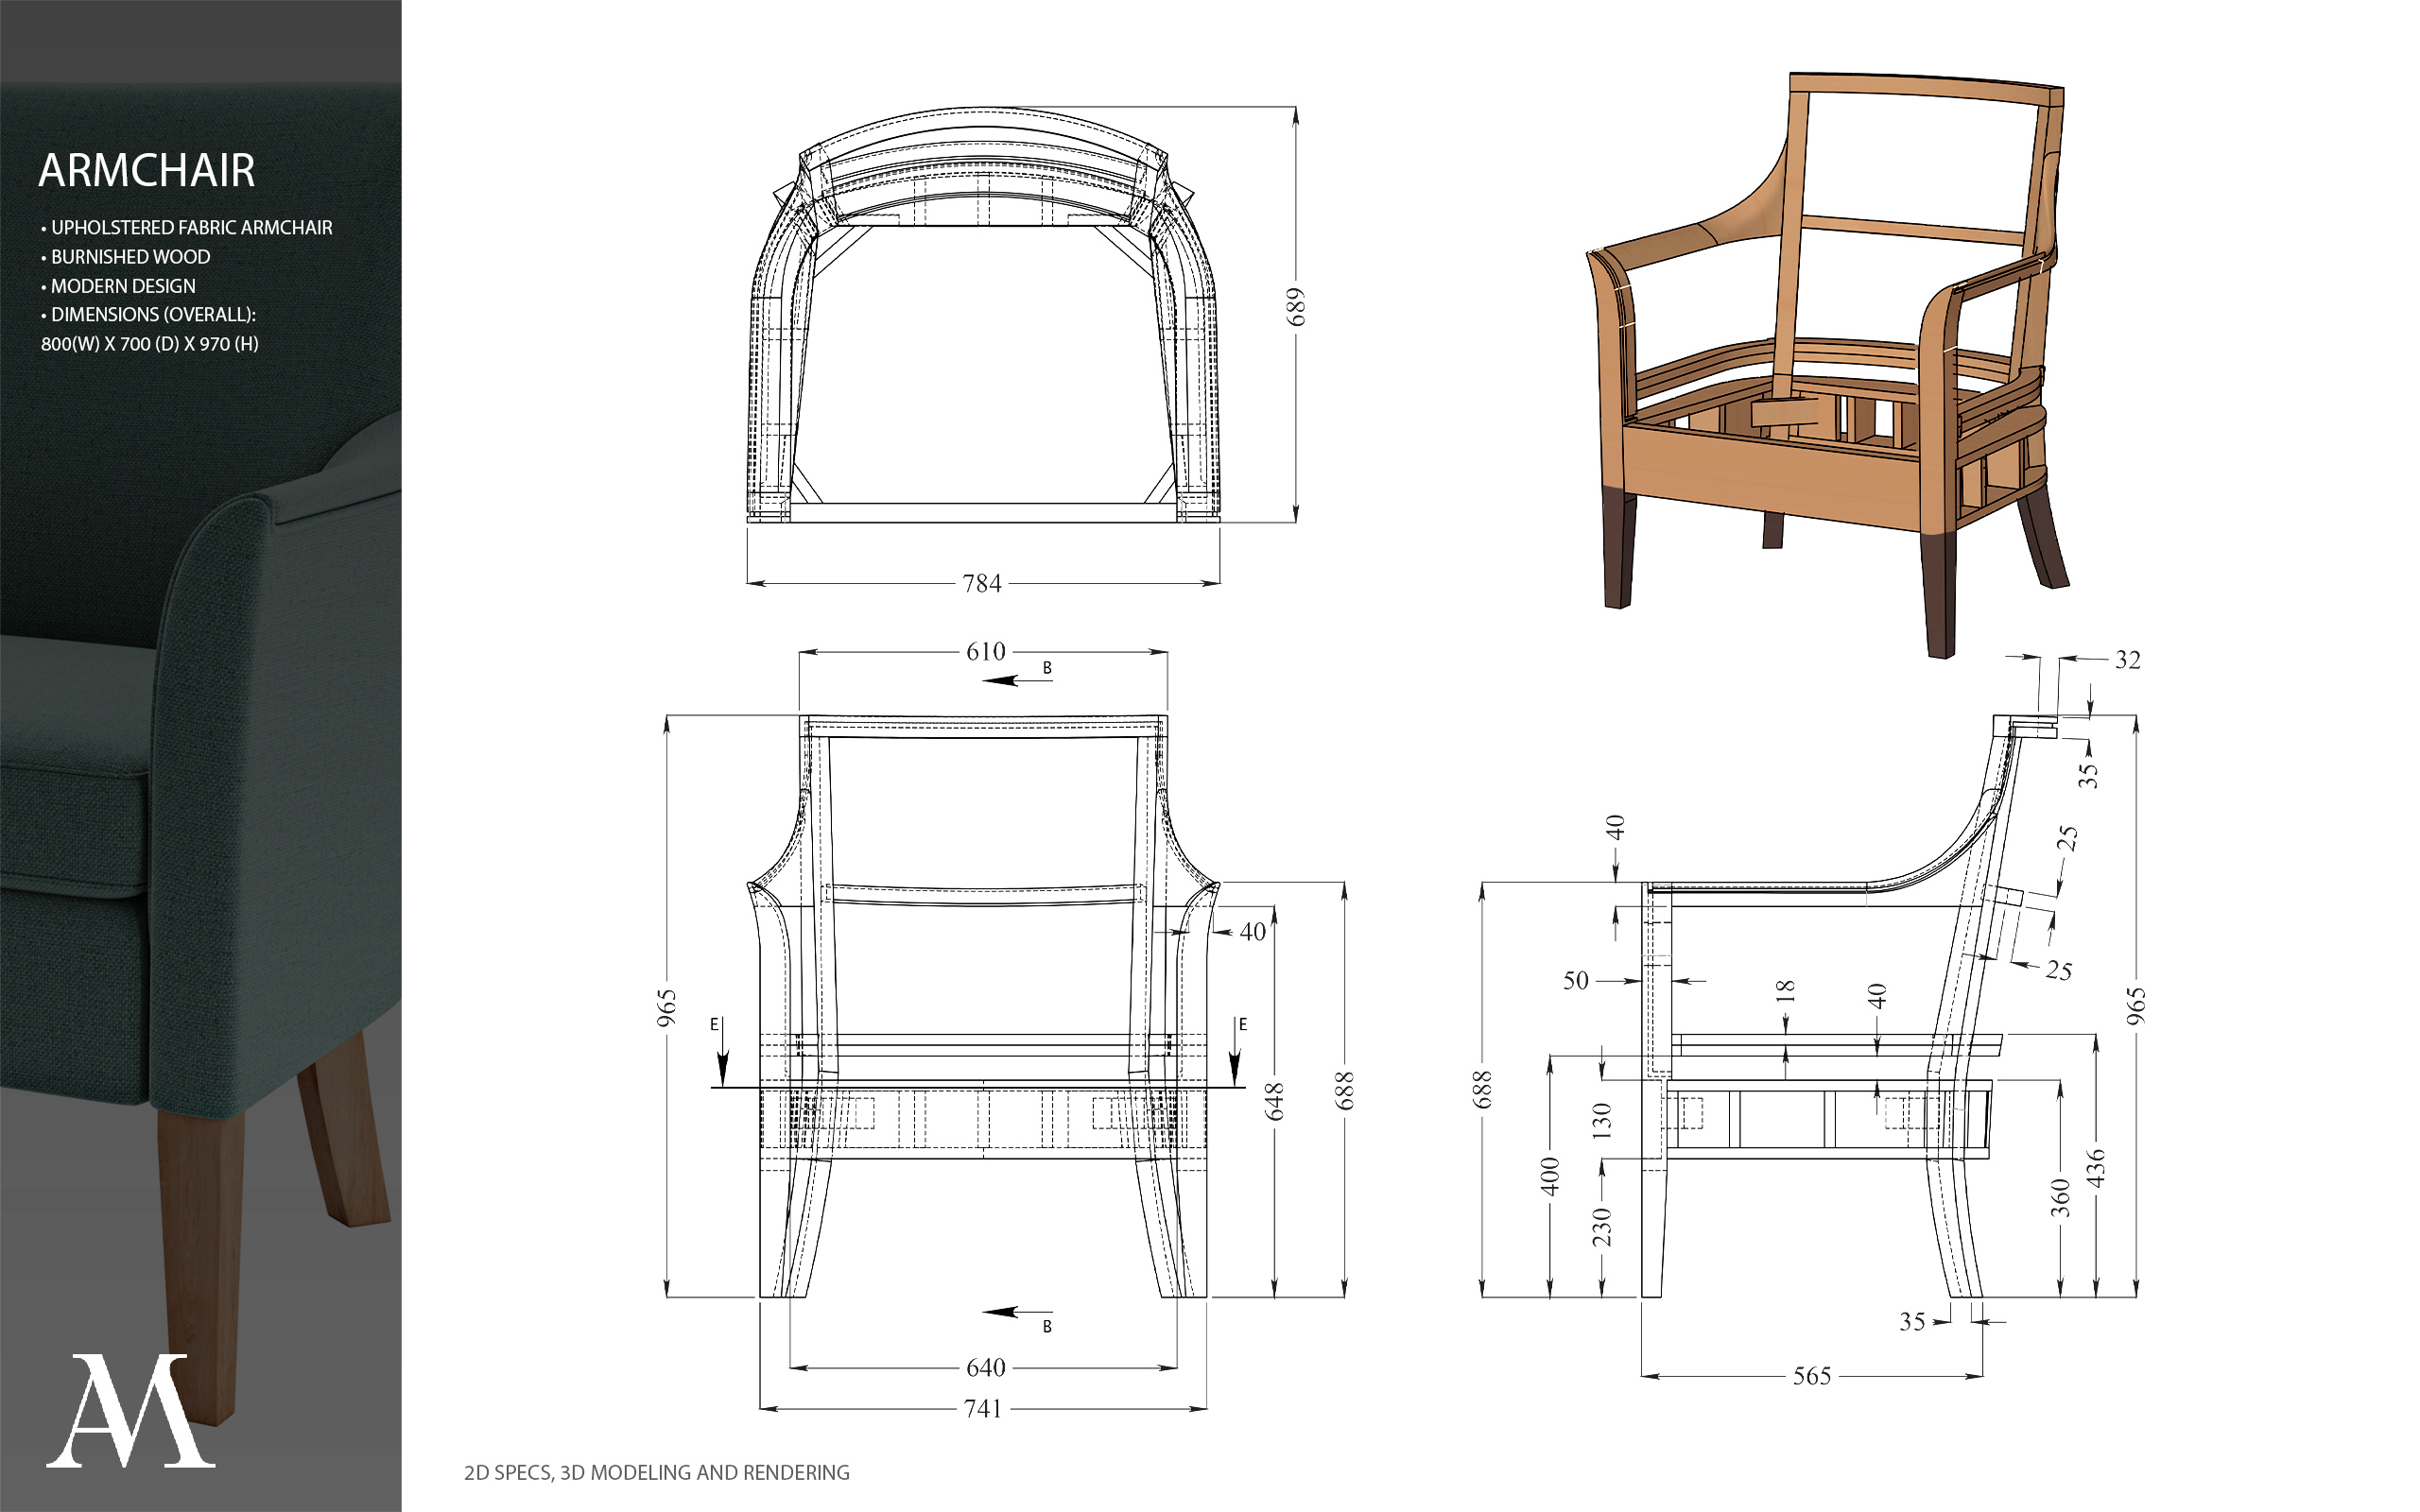 ARMCHAIR
• UPHOLSTERED FABRIC ARMCHAIR
• BURNISHED WOOD
• MODERN DESIGN
• DIMENSIONS (OVERALL):
800(W) X 700 (D) X 970 (H)
AM
689
784
610
B
965
E
E
40
648
688
B
640
741
32
35
40
25
25
50
18
40
965
688
130
400
230
436
360
35
565
2D SPECS, 3D MODELING AND RENDERING